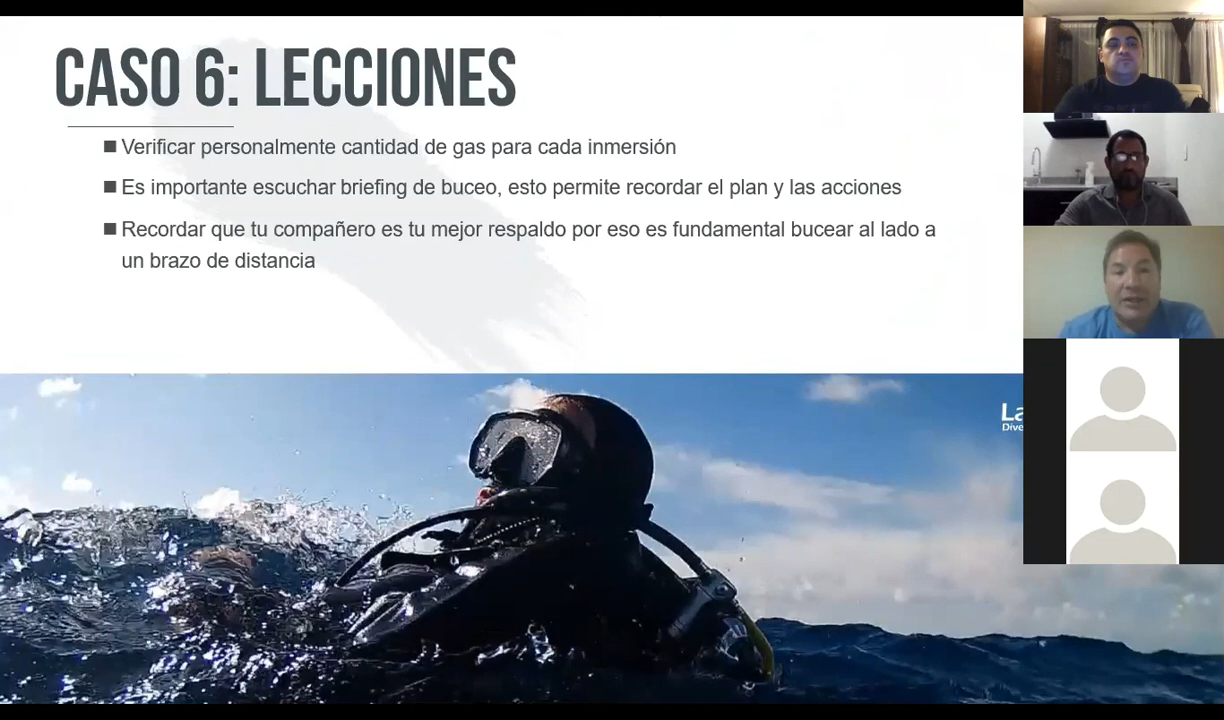 CASO 6: LECCIONES
■ Verificar personalmente cantidad de gas para cada inmersión
■ Es importante escuchar briefing de buceo, esto permite recordar el plan y las acciones
■ Recordar que tu compañero es tu mejor respaldo por eso es fundamental bucear al lado a
un brazo de distancia
La
Dive